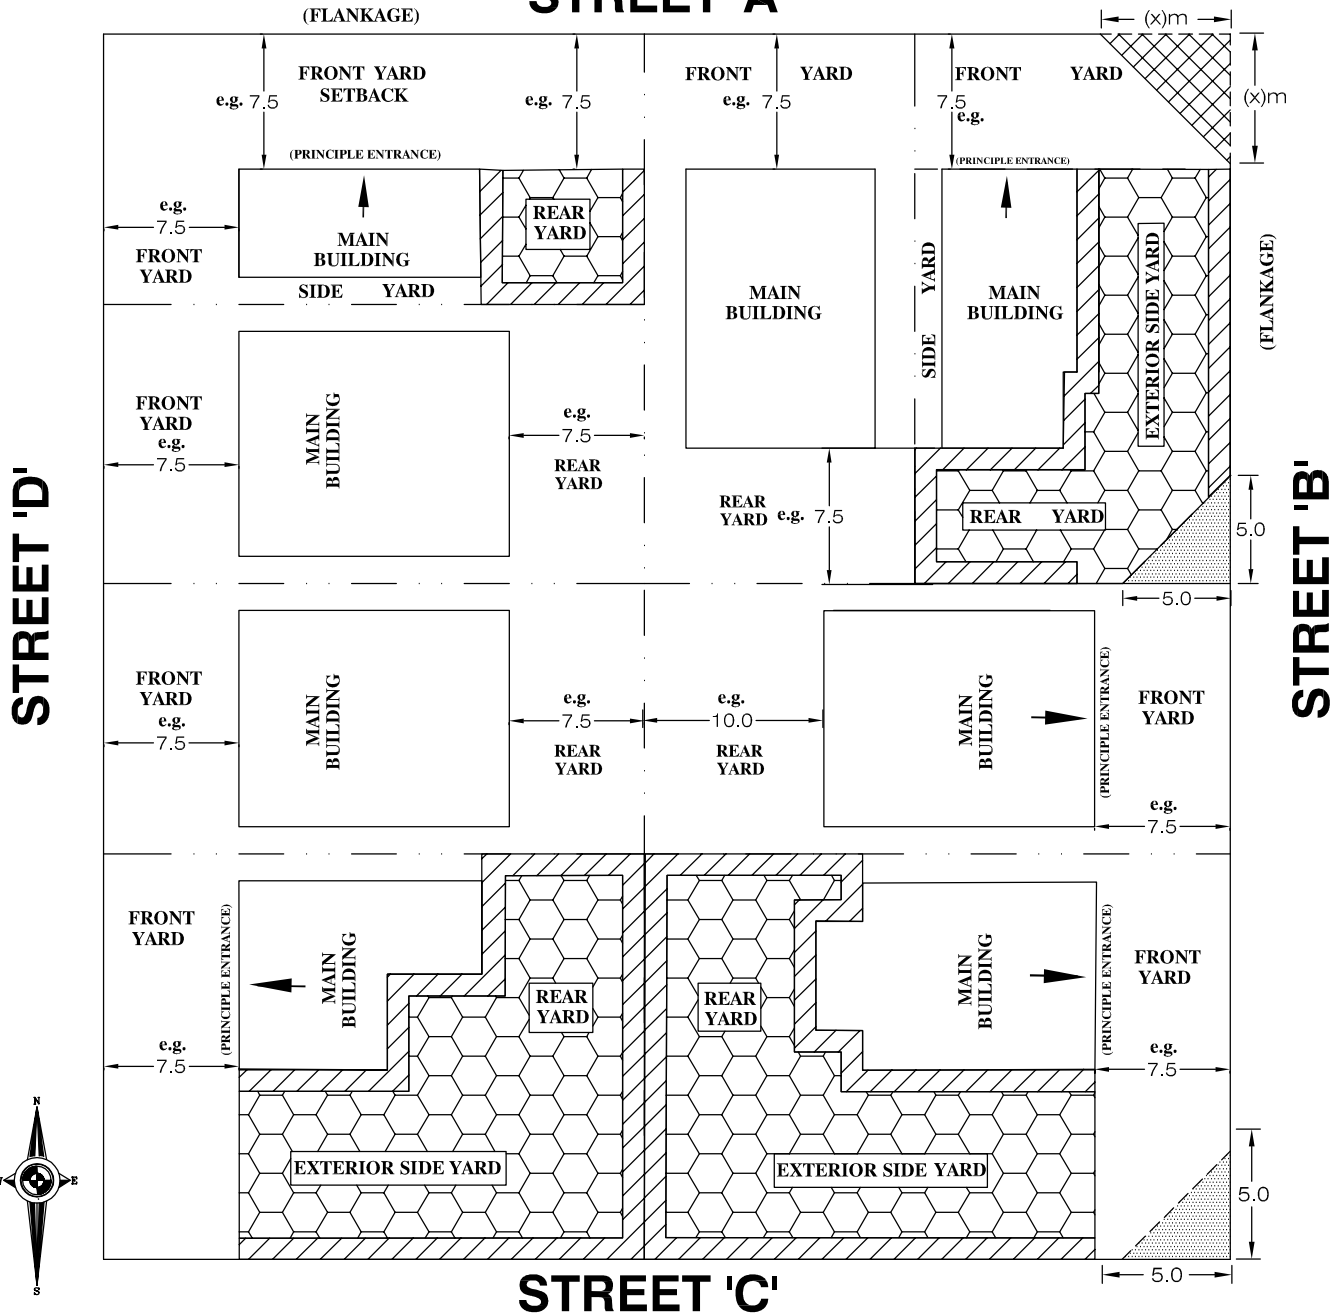 STREET 'A'
(FLANKAGE)
(x)m
FRONT YARD
SETBACK
FRONT YARD
FRONT YARD
e.g. 7.5
e.g. 7.5
e.g. 7.5
7.5
e.g.
(x)m
(PRINCIPLE ENTRANCE)
(PRINCIPLE ENTRANCE)
e.g.
7.5
FRONT
YARD
MAIN
BUILDING
REAR
YARD
SIDE YARD
MAIN
BUILDING
SIDE YARD
MAIN
BUILDING
EXTERIOR SIDE YARD
(FLANKAGE)
FRONT
YARD
e.g.
7.5
MAIN
BUILDING
e.g.
7.5
REAR
YARD
REAR
YARD
e.g. 7.5
REAR YARD
5.0
5.0
STREET 'D'
STREET 'B'
FRONT
YARD
e.g.
7.5
MAIN
BUILDING
e.g.
7.5
REAR
YARD
e.g.
10.0
REAR
YARD
MAIN
BUILDING
(PRINCIPLE ENTRANCE)
FRONT
YARD
e.g.
7.5
FRONT
YARD
(PRINCIPLE ENTRANCE)
MAIN
BUILDING
e.g.
7.5
REAR
YARD
REAR
YARD
MAIN
BUILDING
(PRINCIPLE ENTRANCE)
FRONT
YARD
e.g.
7.5
EXTERIOR SIDE YARD
EXTERIOR SIDE YARD
5.0
5.0
N
E
S
STREET 'C'